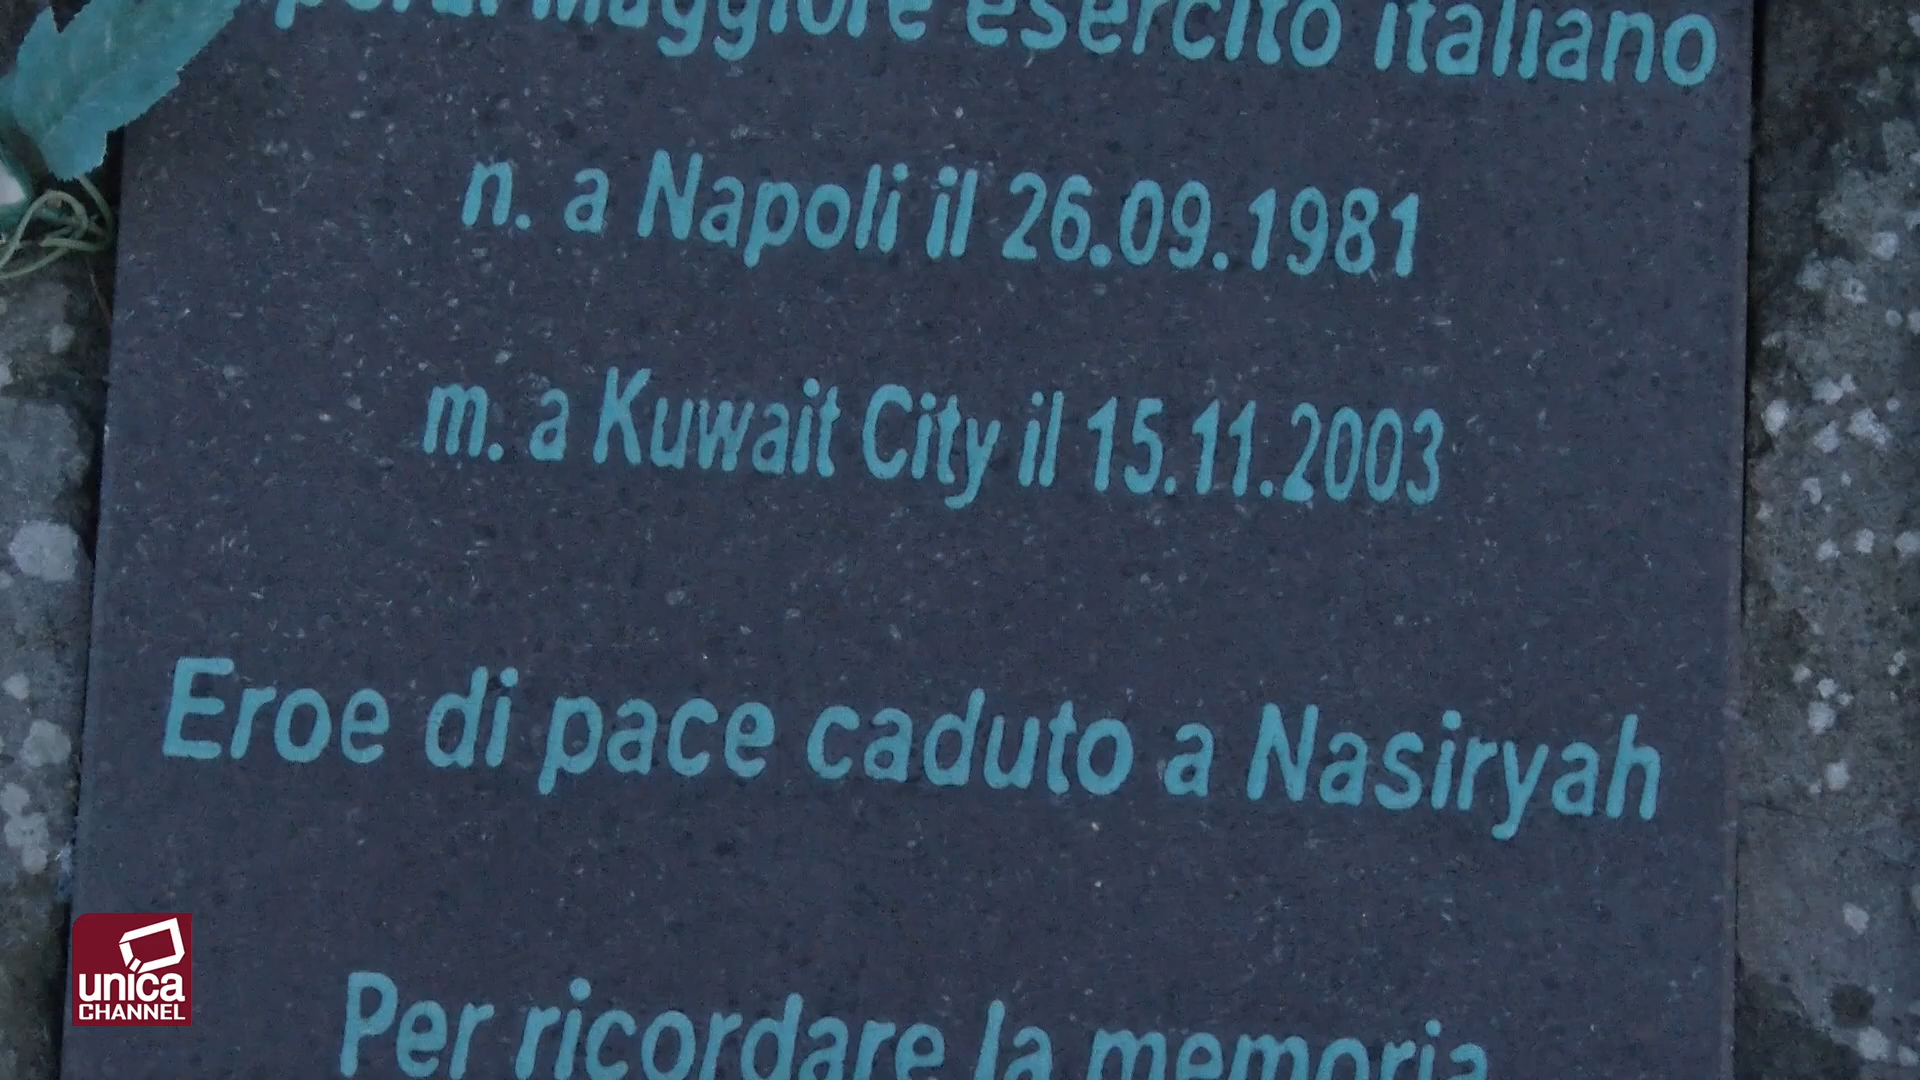 Maggiore esercito italiano
n. a Napoli il 26.09.1981
m. a Kuwait City il 15.11.2003
Eroe di pace caduto a Nasiryah
Per ricordare la memoria
unica
CHANNEL